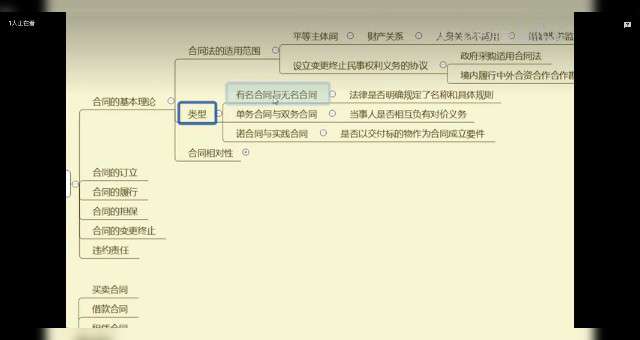 1人正在看
平等主体间 财产关系 人身关系不适用
合同法的适用范围
政府采购适用合同法
设立变更终止民事权利义务的协议
境内履行中外合资合作合作
有名合同与无名合同 法律是否明确规定了名称和具体规则
合同的基本理论
类型 单务合同与双务合同 当事人是否相互负有对价义务
诺合同与实践合同 是否以交付标的物作为合同成立要件
合同相对性
合同的订立
合同的履行
合同的担保
合同的变更终止
违约责任
买卖合同
借款合同